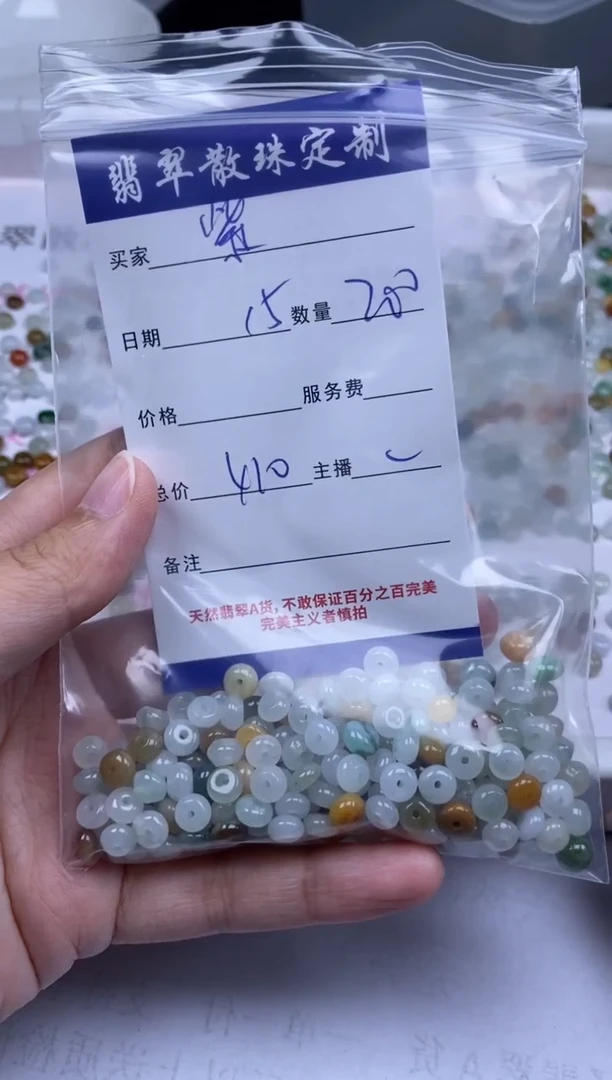 翡翠散珠定制
买家 紫
日期 15 数量 200
价格 服务费
总价 410 主播
备注
天然翡翠A货,不敢保证百分之百完美
完美主义者慎拍